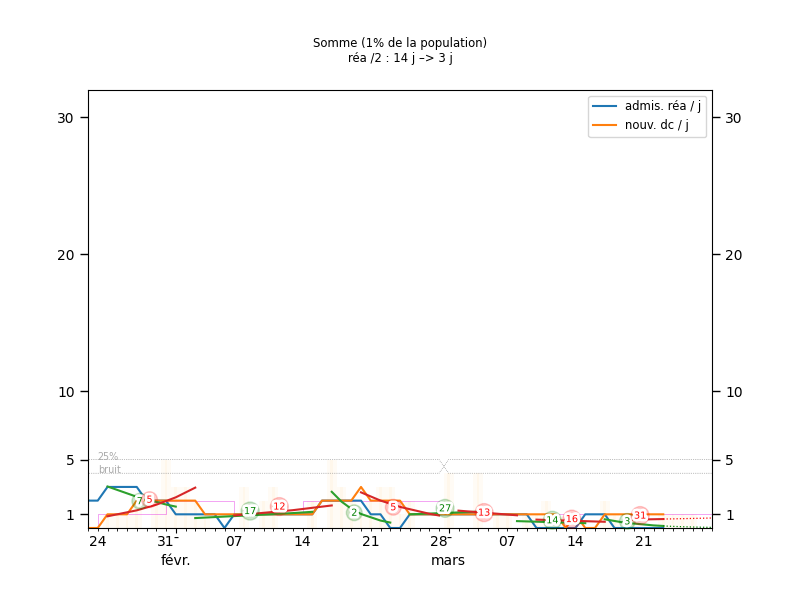 Somme (1% de la population)
réa /2 : 14 j –> 3 j
admis. réa / j
nouv. dc / j
30 30
20 20
10 10
5 5
1 1
25%
bruit
7 5 17 12 2 5 27 13 14 16 3 31
24 31 07 14 21 28 07 14 21
févr. mars